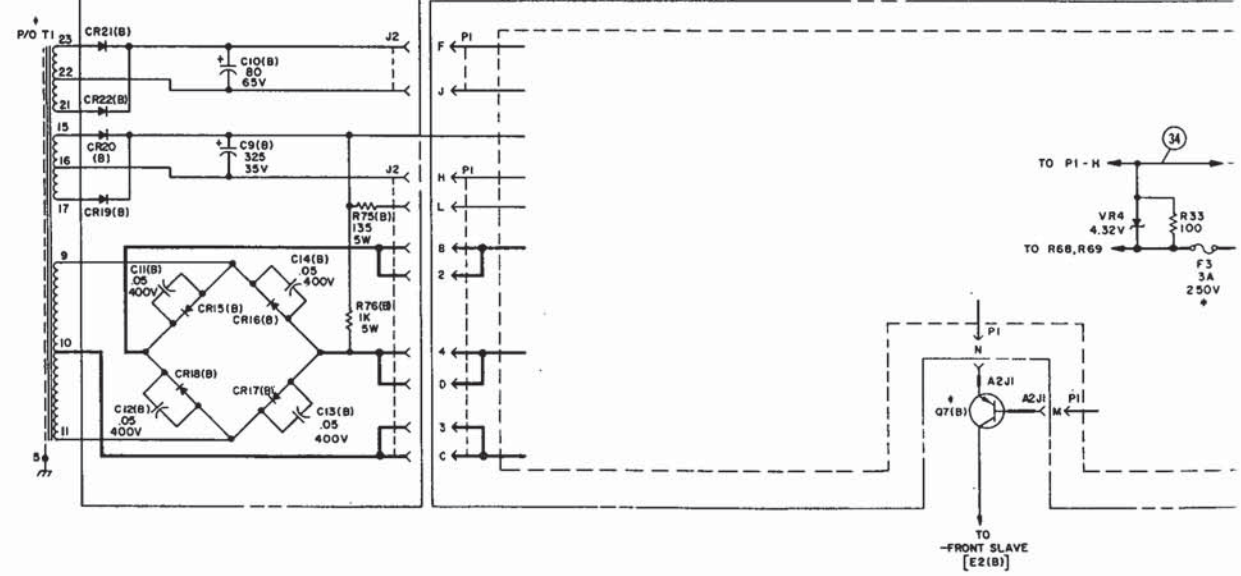 P/O T1
23
CR21(B)
22
CR22(B)
21
+
C10(B)
80
65V
J2
F
P1
J
15
CR20
(B)
16
17
CR19(B)
+
C9(B)
325
35V
J2
H
P1
L
R75(B)
135
5W
B
2
9
C11(B)
.05
400V
C14(B)
.05
400V
CR15(B)
CR16(B)
R76(B)
1K
5W
10
4
D
CR18(B)
CR17(B)
C12(B)
.05
400V
C13(B)
.05
400V
11
3
C
5
34
TO P1-H
VR4
4.32V
R33
100
TO R68,R69
F3
3A
250V
P1
N
A2J1
Q7(B)
A2J1
M
P1
TO
-FRONT SLAVE
[E2(B)]